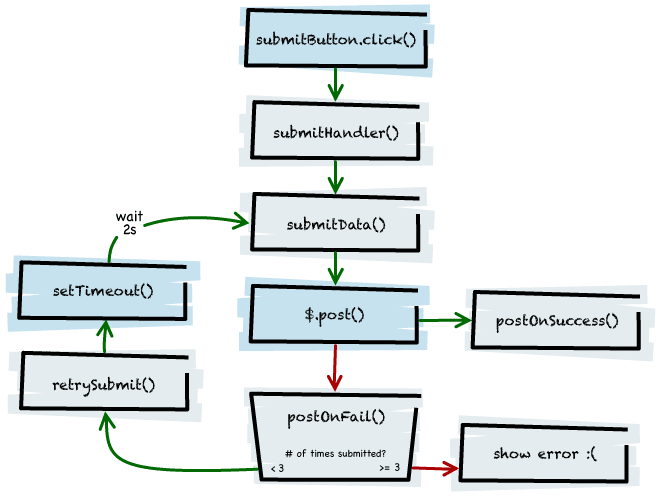 submitButton.click()
submitHandler()
wait
2s
submitData()
setTimeout()
$.post()
postOnSuccess()
retrySubmit()
postOnFail()
# of times submitted?
< 3
>= 3
show error :(